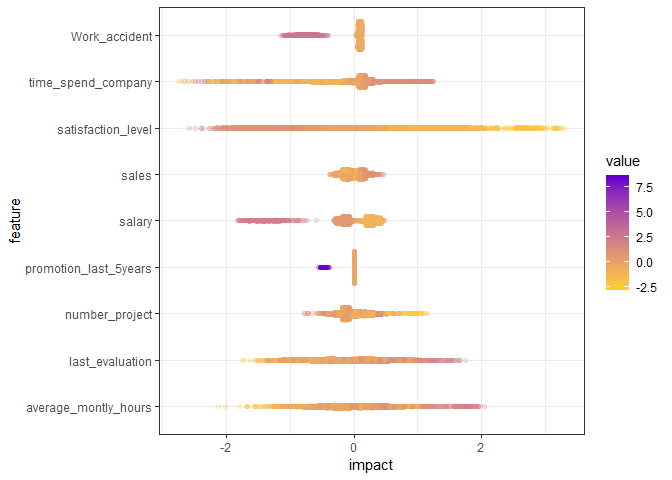 Work_accident
time_spend_company
satisfaction_level
sales
salary
promotion_last_5years
number_project
last_evaluation
average_montly_hours
feature
-2
0
2
impact
value
7.5
5.0
2.5
0.0
-2.5